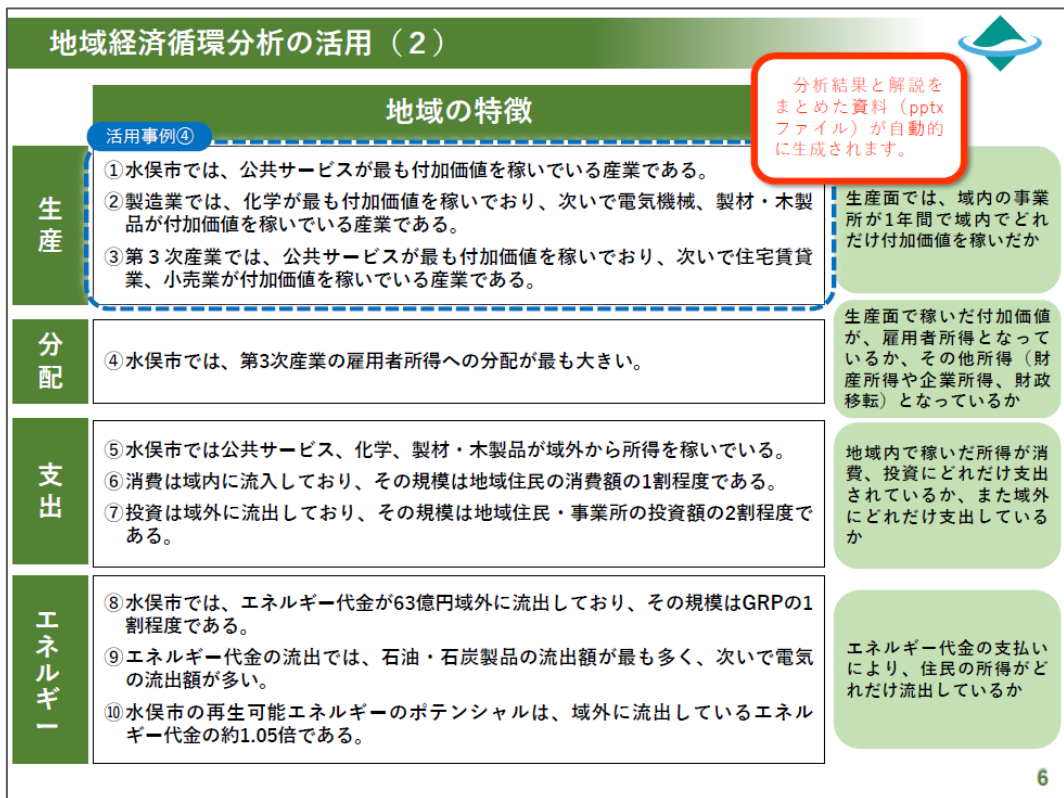 地域経済循環分析の活用（２）
分析結果と解説を
まとめた資料（pptx
ファイル）が自動的
に生成されます。
地域の特徴
活用事例④
生産
①水俣市では、公共サービスが最も付加価値を稼いでいる産業である。
②製造業では、化学が最も付加価値を稼いでおり、次いで電気機械、製材・木製
品が付加価値を稼いでいる産業である。
③第３次産業では、公共サービスが最も付加価値を稼いでおり、次いで住宅賃貸
業、小売業が付加価値を稼いでいる産業である。
生産面では、域内の事業
所が1年間で域内でどれ
だけ付加価値を稼いだか
分配
④水俣市では、第3次産業の雇用者所得への分配が最も大きい。
生産面で稼いだ付加価値
が、雇用者所得となって
いるか、その他所得（財
産所得や企業所得、財政
移転）となっているか
支出
⑤水俣市では公共サービス、化学、製材・木製品が域外から所得を稼いでいる。
⑥消費は域内に流入しており、その規模は地域住民の消費額の1割程度である。
⑦投資は域外に流出しており、その規模は地域住民・事業所の投資額の2割程度で
ある。
地域内で稼いだ所得が消
費、投資にどれだけ支出
されているか、また域外
にどれだけ支出している
か
エネルギー
⑧水俣市では、エネルギー代金が63億円域外に流出しており、その規模はGRPの1
割程度である。
⑨エネルギー代金の流出では、石油・石炭製品の流出額が最も多く、次いで電気
の流出額が多い。
⑩水俣市の再生可能エネルギーのポテンシャルは、域外に流出しているエネル
ギー代金の約1.05倍である。
エネルギー代金の支払い
により、住民の所得がど
れだけ流出しているか
6